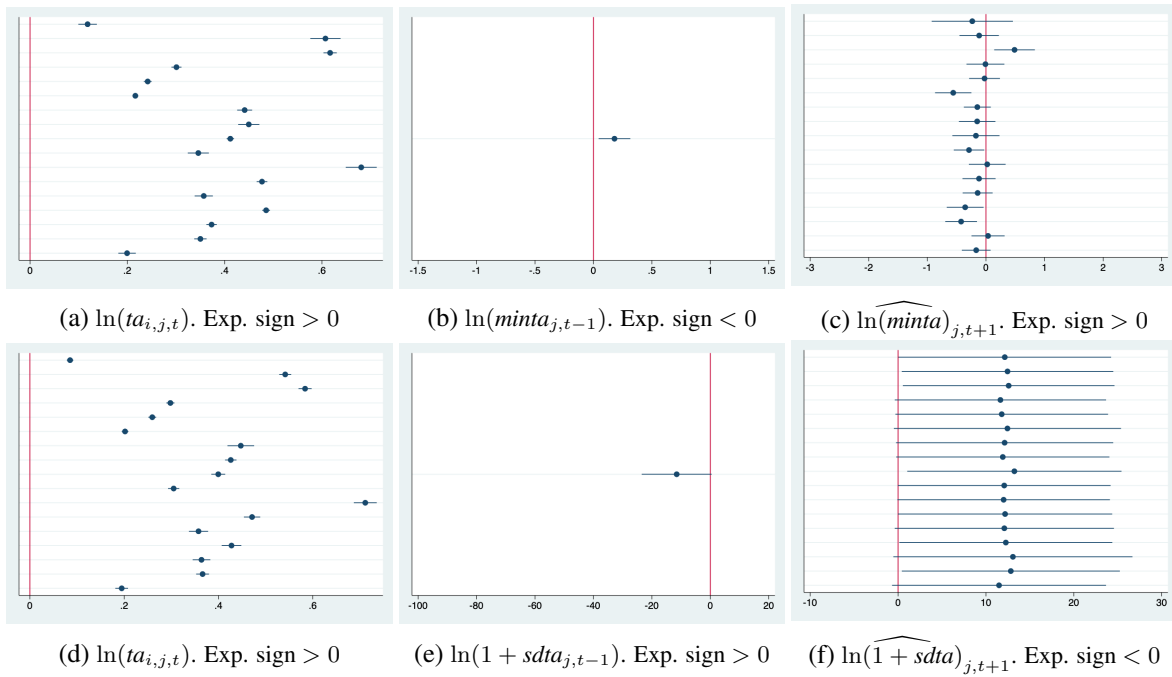 0 .2 .4 .6
-1.5 -1 -.5 0 .5 1 1.5
-3 -2 -1 0 1 2 3
(a) ln(ta_{i,j,t}). Exp. sign > 0
(b) ln(minta_{j,t−1}). Exp. sign < 0
(c) \widehat{ln(minta)}_{j,t+1}. Exp. sign > 0
0 .2 .4 .6
-100 -80 -60 -40 -20 0 20
-10 0 10 20 30
(d) ln(ta_{i,j,t}). Exp. sign > 0
(e) ln(1 + sdta_{j,t−1}). Exp. sign > 0
(f) \widehat{ln(1 + sdta)}_{j,t+1}. Exp. sign < 0